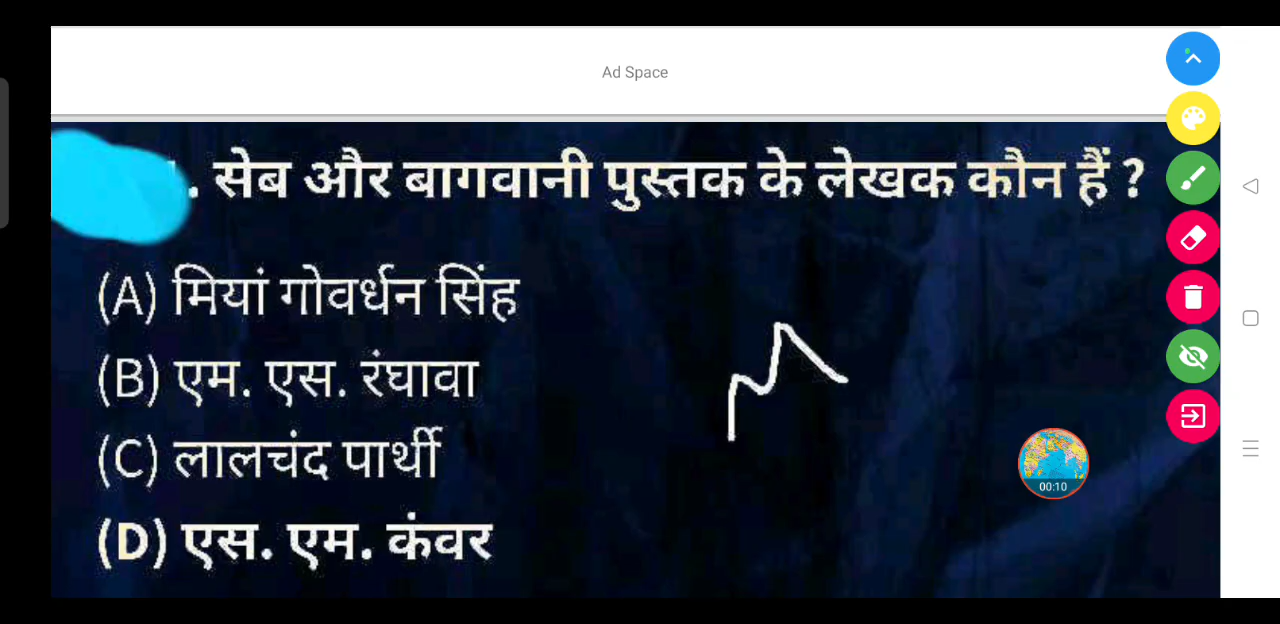 Ad Space
. सेब और बागवानी पुस्तक के लेखक कौन हैं ?
(A) मियां गोवर्धन सिंह
(B) एम. एस. रंघावा
(C) लालचंद पार्थी
(D) एस. एम. कंवर
00:10